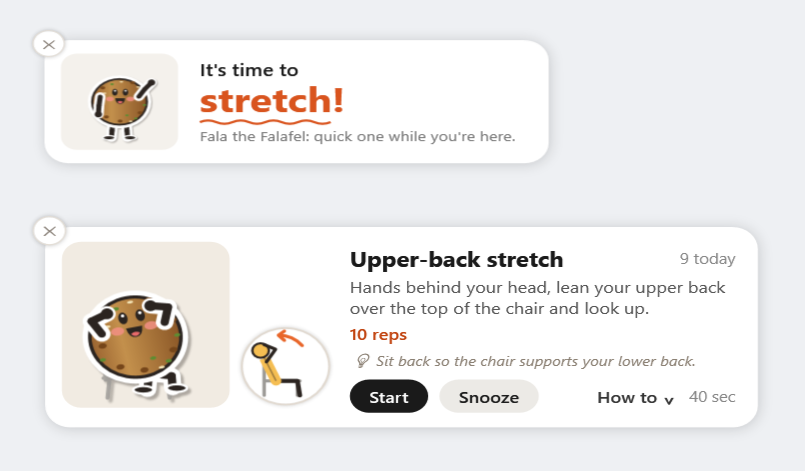 It's time to
stretch!
Fala the Falafel: quick one while you're here.
Upper-back stretch
9 today
Hands behind your head, lean your upper back
over the top of the chair and look up.
10 reps
Sit back so the chair supports your lower back.
Start
Snooze
How to
40 sec